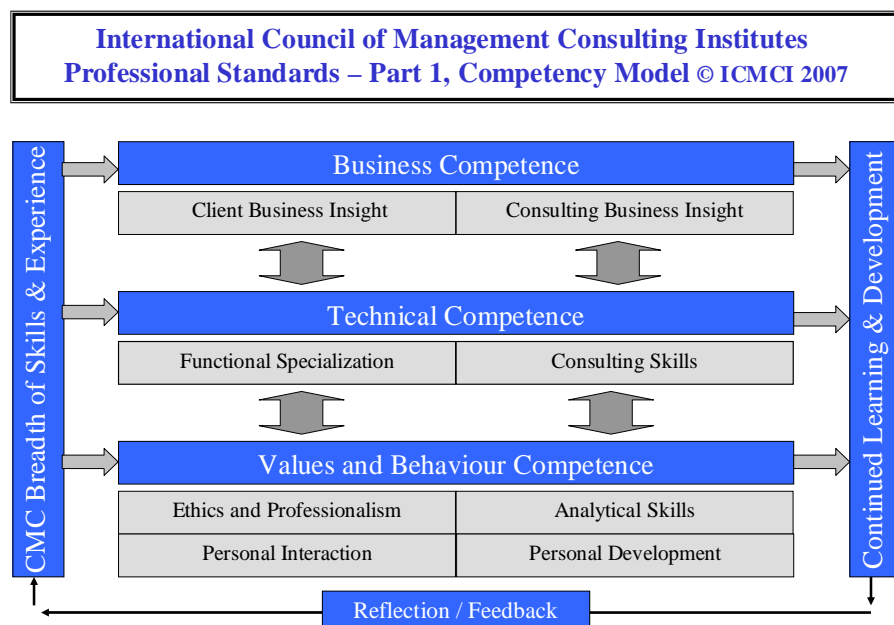 International Council of Management Consulting Institutes
Professional Standards – Part 1, Competency Model © ICMCI 2007
CMC Breadth of Skills & Experience
Business Competence
Client Business Insight
Consulting Business Insight
Technical Competence
Functional Specialization
Consulting Skills
Values and Behaviour Competence
Ethics and Professionalism
Analytical Skills
Personal Interaction
Personal Development
Continued Learning & Development
Reflection / Feedback